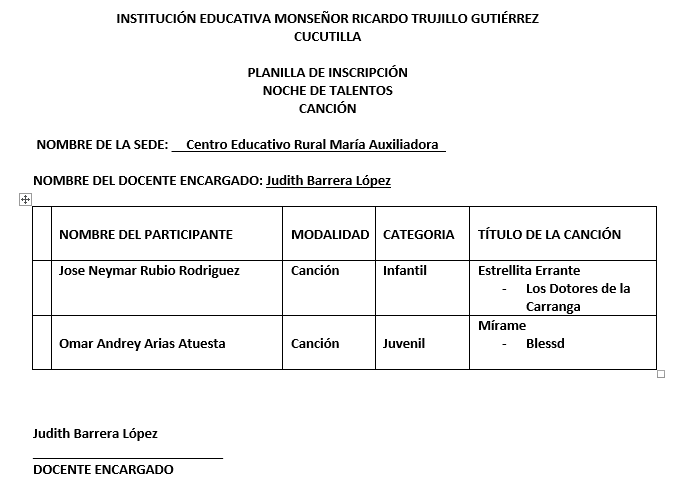 INSTITUCIÓN EDUCATIVA MONSEÑOR RICARDO TRUJILLO GUTIÉRREZ
CUCUTILLA
PLANILLA DE INSCRIPCIÓN
NOCHE DE TALENTOS
CANCIÓN
NOMBRE DE LA SEDE: Centro Educativo Rural María Auxiliadora
NOMBRE DEL DOCENTE ENCARGADO: Judith Barrera López
NOMBRE DEL PARTICIPANTE MODALIDAD CATEGORIA TÍTULO DE LA CANCIÓN
Jose Neymar Rubio Rodriguez Canción Infantil Estrellita Errante
- Los Dotores de la
Carranga
Mírame
Omar Andrey Arias Atuesta Canción Juvenil - Blessd
Judith Barrera López
DOCENTE ENCARGADO